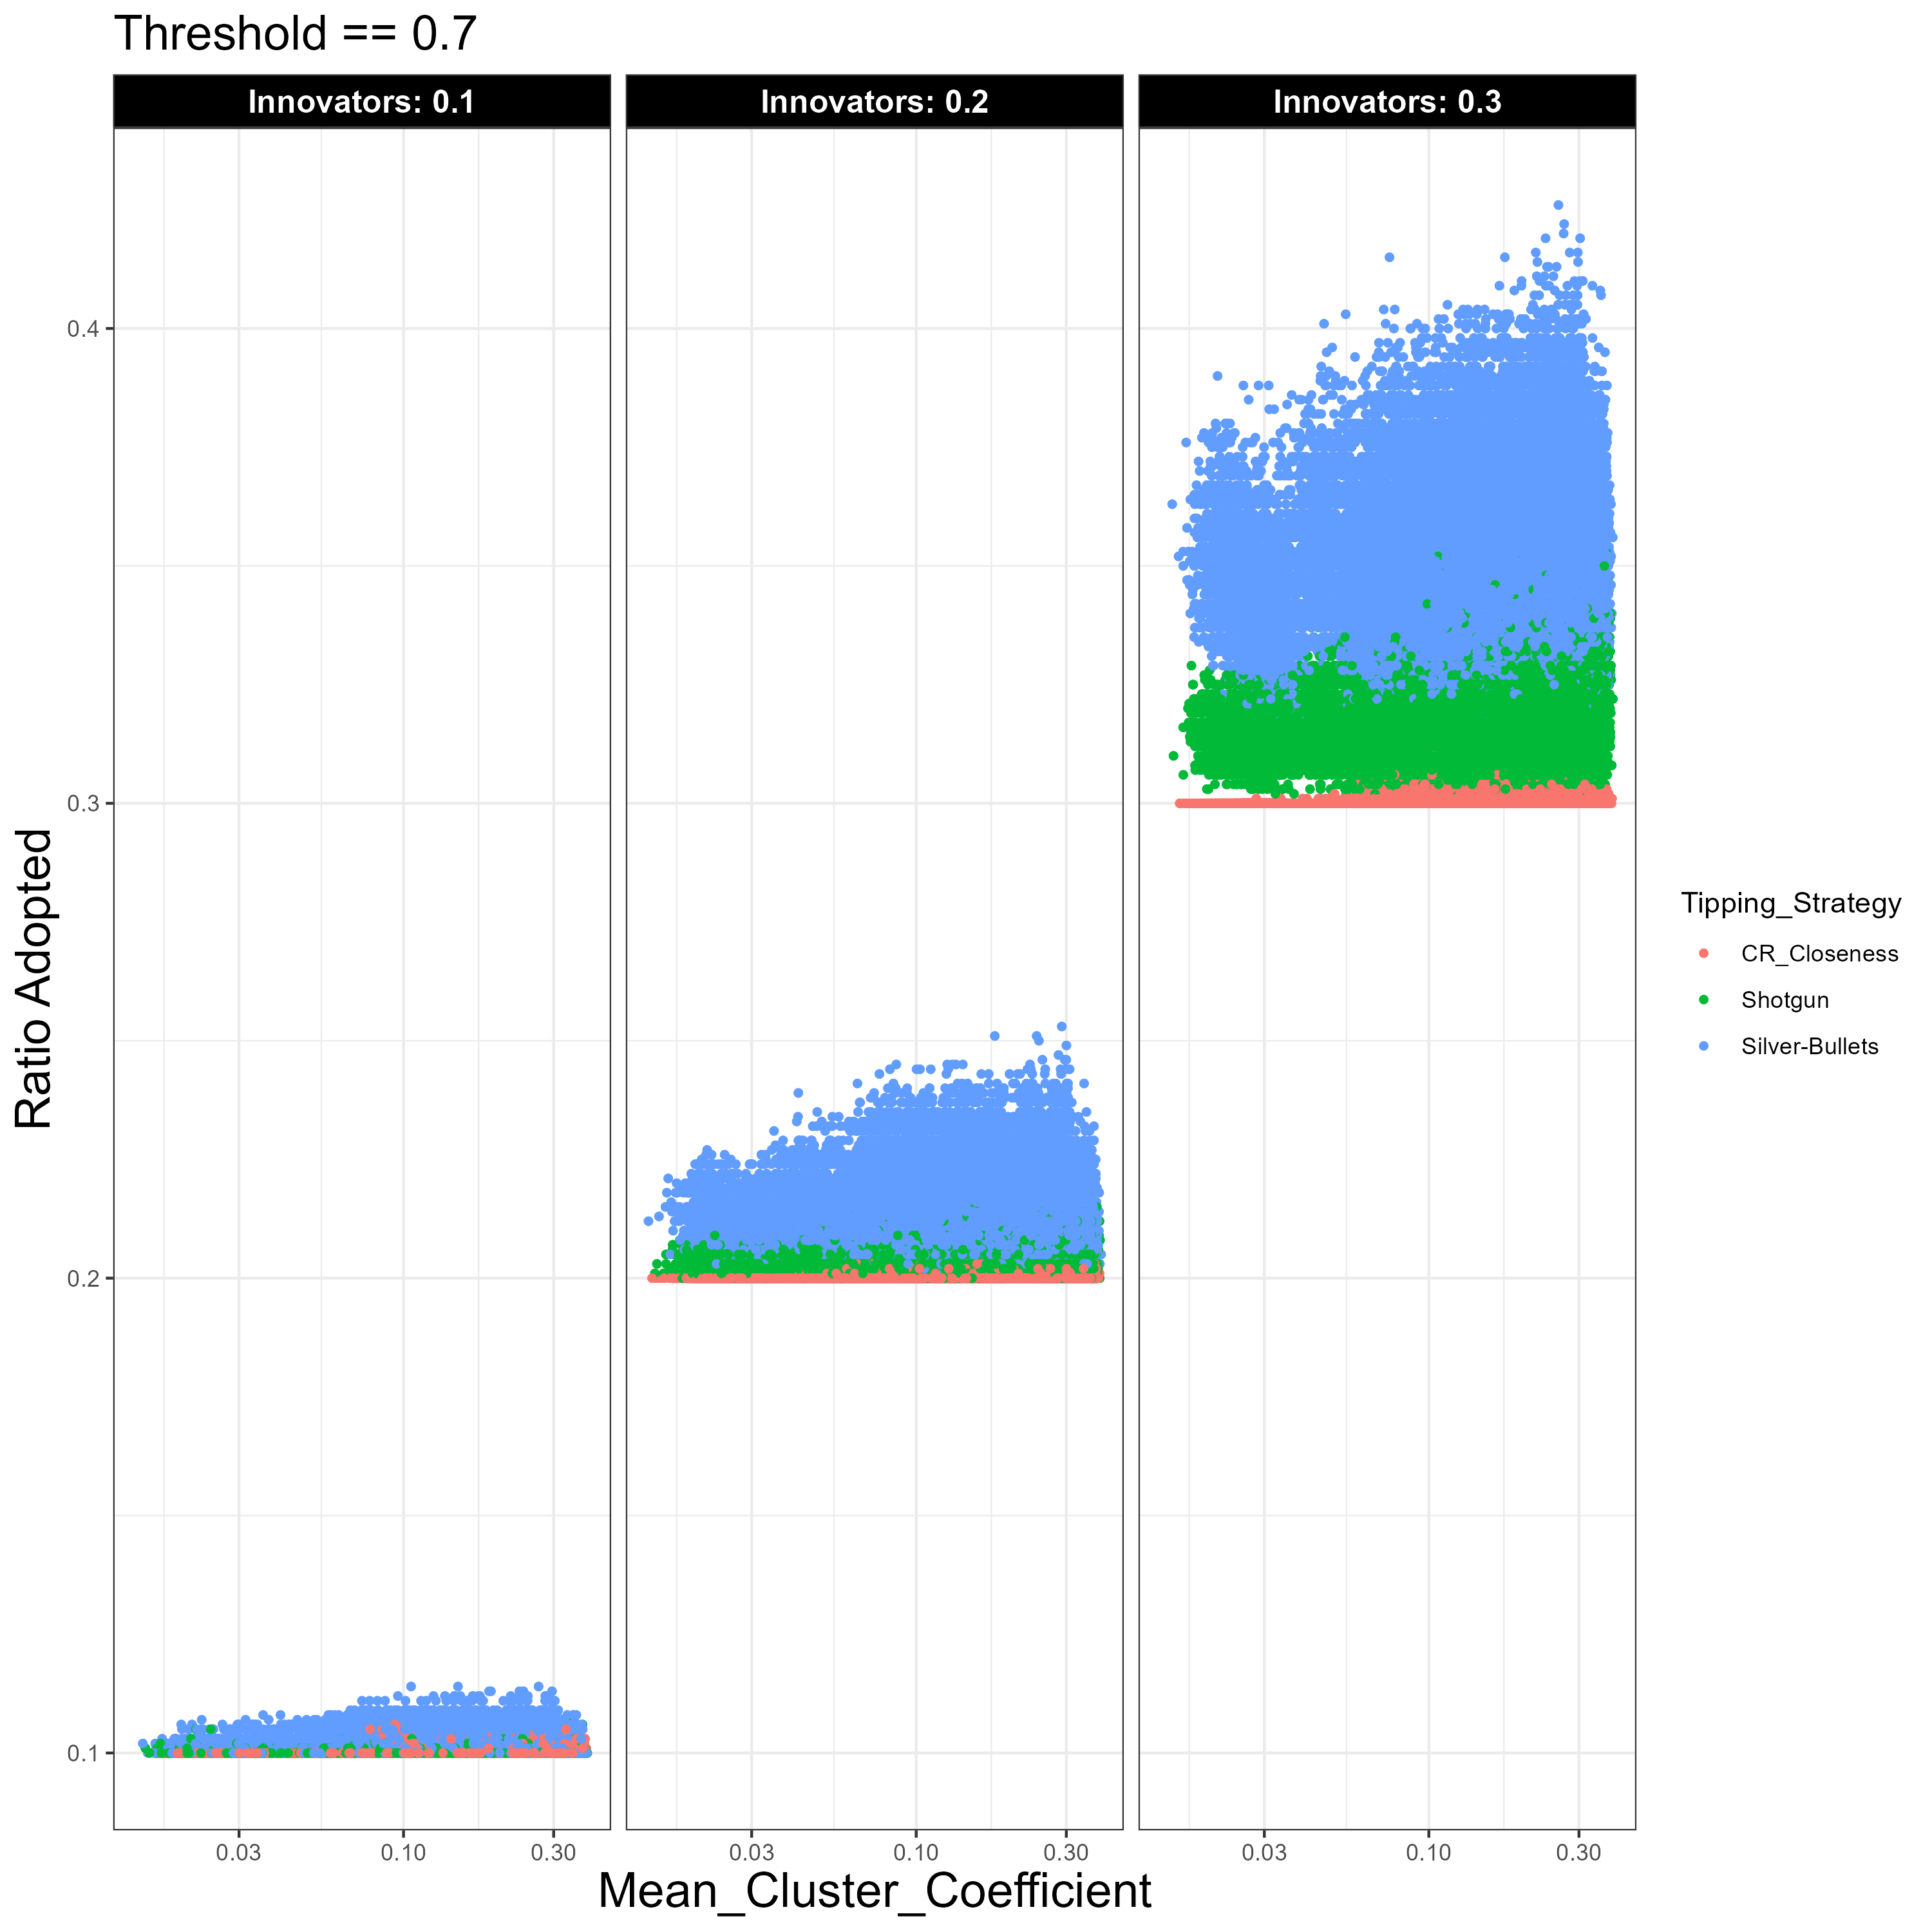 Threshold == 0.7
Innovators: 0.1
Innovators: 0.2
Innovators: 0.3
Ratio Adopted
0.4
0.3
0.2
0.1
0.03 0.10 0.30
0.03 0.10 0.30
0.03 0.10 0.30
Mean_Cluster_Coefficient
Tipping_Strategy
CR_Closeness
Shotgun
Silver-Bullets